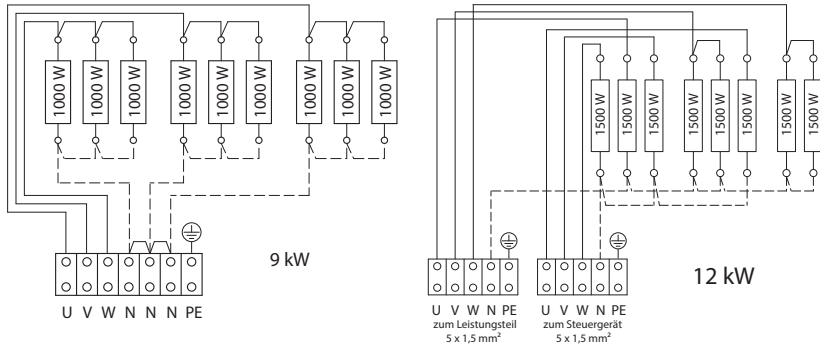 1000 W 1000 W 1000 W 1000 W 1000 W 1000 W 1000 W 1000 W
U V W N N N PE
9 kW
1500 W 1500 W 1500 W 1500 W 1500 W 1500 W 1500 W 1500 W
U V W N PE
zum Leistungsteil
5 x 1,5 mm²
U V W N PE
zum Steuergerät
5 x 1,5 mm²
12 kW